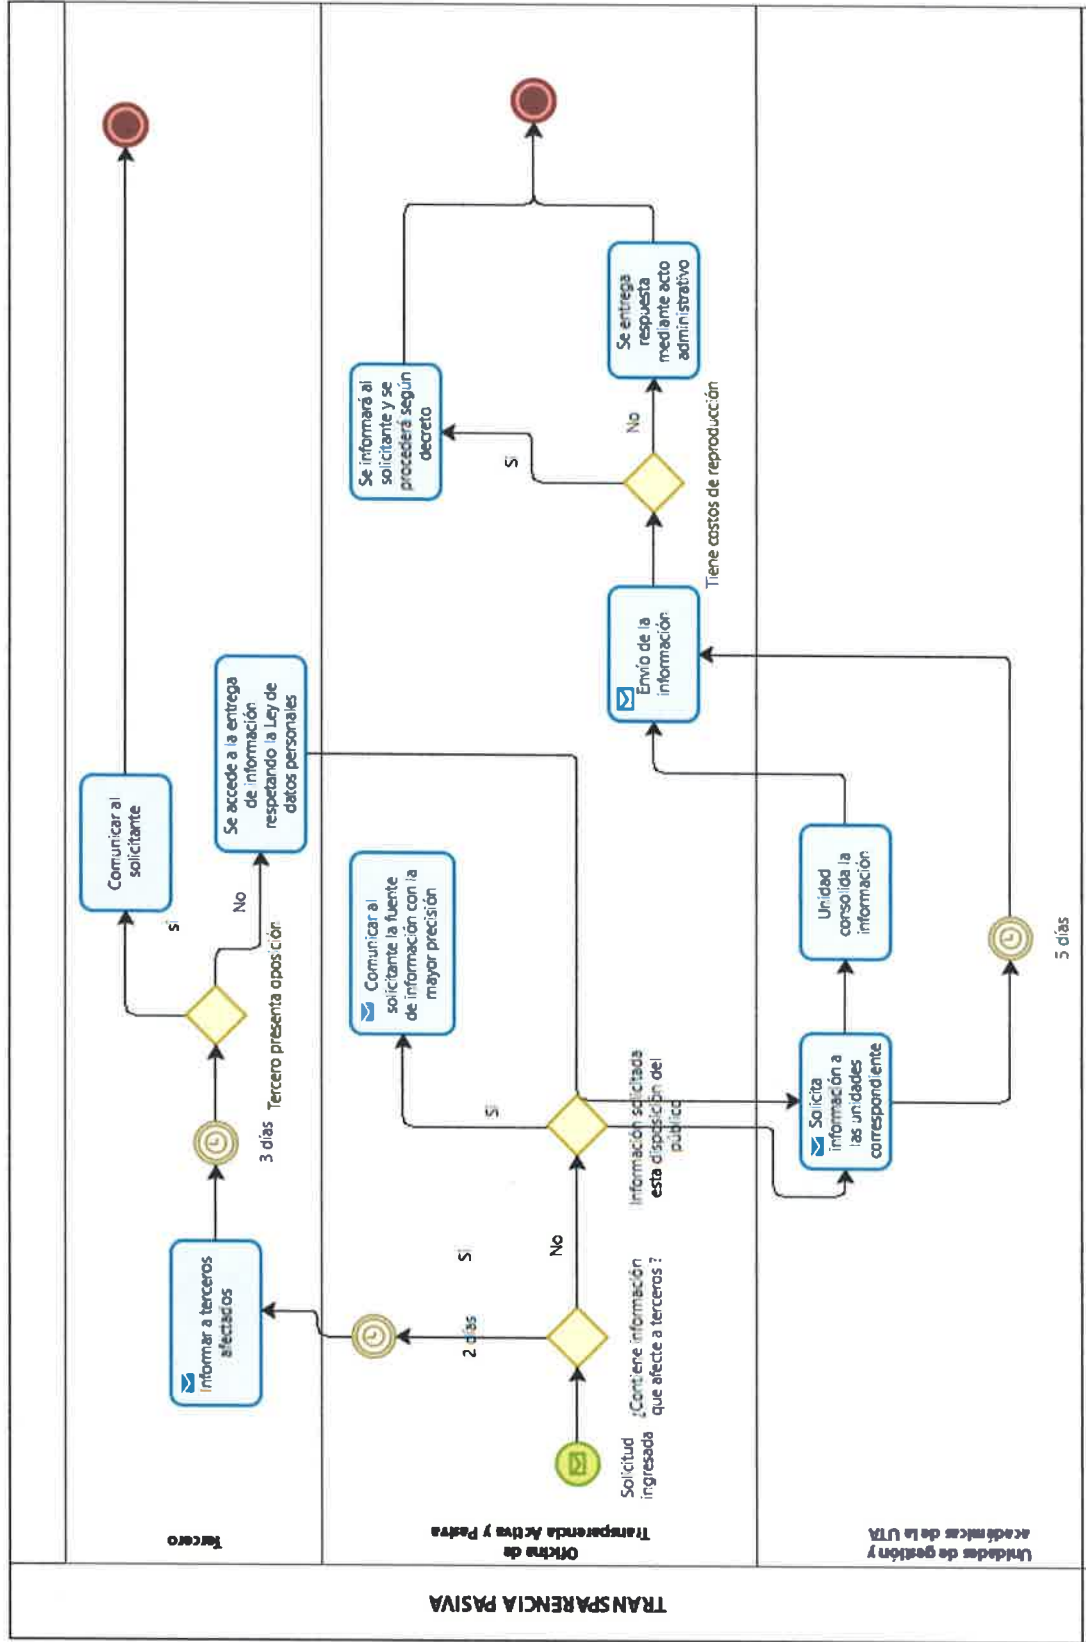 TRANSPARENCIA PASIVA
Tercero
Informar a terceros
afectados
3 días
Tercero presenta oposición
si
No
Comunicar al
solicitante
Se accede a la entrega
de información
respetando la Ley de
datos personales
Oficina de
Transparencia Activa y Pasiva
Solicitud
ingresada
¿Contiene información
que afecte a terceros ?
2 días
Si
No
Información solicitada
esta disposición del
público
Si
Comunicar al
solicitante la fuente
de información con la
mayor precisión
Envío de la
información
Tiene costos de reproducción
Si
No
Se informará al
solicitante y se
procederá según
decreto
Se entrega
respuesta
mediante acto
administrativo
Unidades de gestión y
académicas de la UTA
Solicita
información a
las unidades
correspondiente
Unidad
consolida la
información
5 días